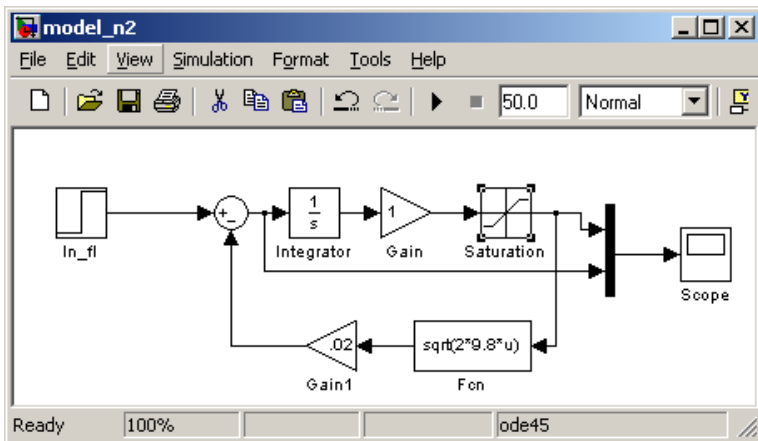 model_n2
File Edit View Simulation Format Tools Help
50.0 Normal
+
-
1
s
1
In_fl
Integrator Gain Saturation
Scope
.02
sqrt(2*9.8*u)
Gain1
Fcn
Ready 100% ode45